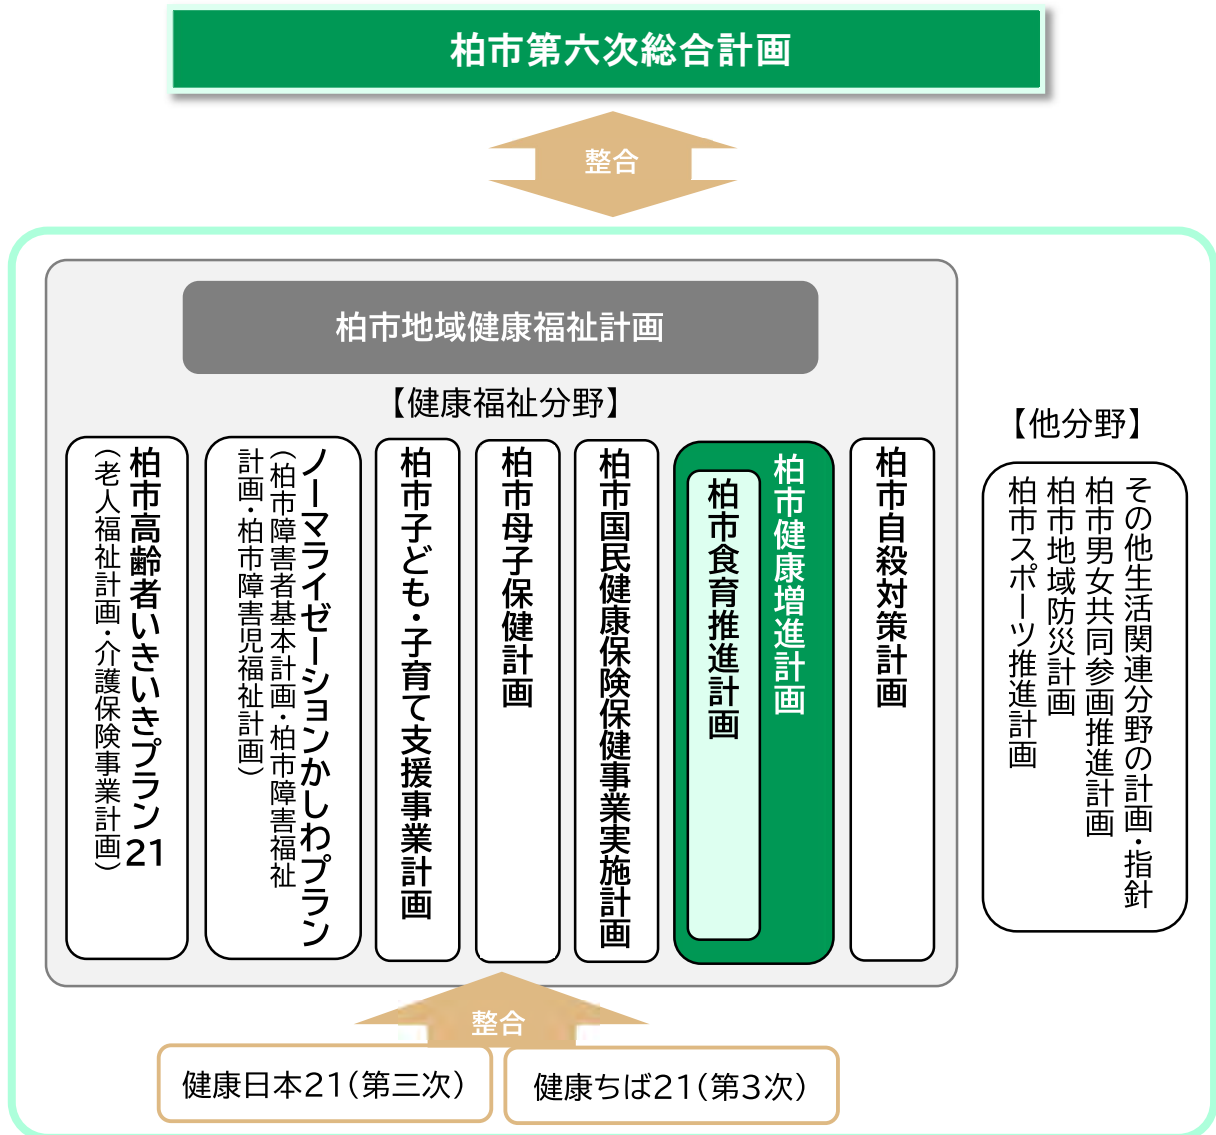 柏市第六次総合計画
整合
柏市地域健康福祉計画
【健康福祉分野】
柏市高齢者いきいきプラン21
（老人福祉計画・介護保険事業計画）
ノーマライゼーションかしわプラン
（柏市障害者基本計画・柏市障害福祉
計画・柏市障害児福祉計画）
柏市子ども・子育て支援事業計画
柏市母子保健計画
柏市国民健康保険保健事業実施計画
柏市健康増進計画
柏市食育推進計画
柏市自殺対策計画
【他分野】
その他生活関連分野の計画・指針
柏市男女共同参画推進計画
柏市地域防災計画
柏市スポーツ推進計画
整合
健康日本21（第三次）
健康ちば21（第3次）